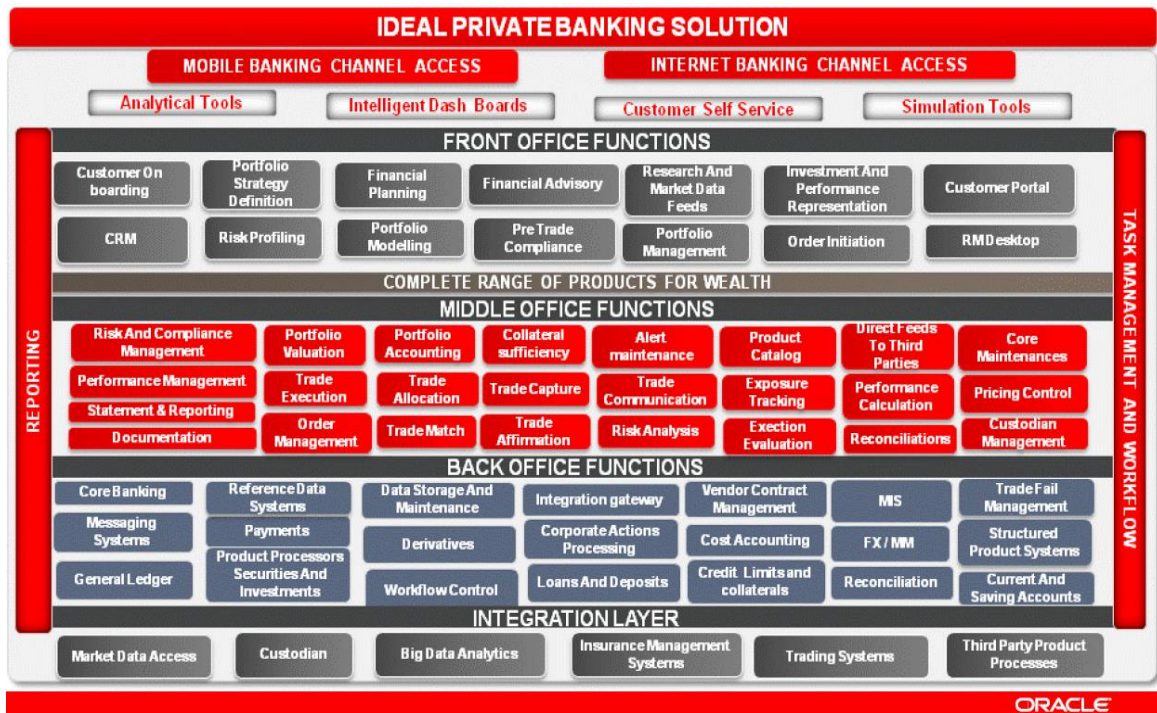 IDEAL PRIVATE BANKING SOLUTION
MOBILE BANKING CHANNEL ACCESS
INTERNET BANKING CHANNEL ACCESS
Analytical Tools
Intelligent Dash Boards
Customer Self Service
Simulation Tools
REPORTING
TASK MANAGEMENT AND WORKFLOW
FRONT OFFICE FUNCTIONS
Customer On
boarding
Portfolio
Strategy
Definition
Financial
Planning
Financial Advisory
Research And
Market Data
Feeds
Investment And
Performance
Representation
Customer Portal
CRM
Risk Profiling
Portfolio
Modelling
Pre Trade
Compliance
Portfolio
Management
Order Initiation
RM Desktop
COMPLETE RANGE OF PRODUCTS FOR WEALTH
MIDDLE OFFICE FUNCTIONS
Risk And Compliance
Management
Portfolio
Valuation
Portfolio
Accounting
Collateral
sufficiency
Alert
maintenance
Product
Catalog
Direct Feeds
To Third
Parties
Core
Maintenances
Performance Management
Trade
Execution
Trade
Allocation
Trade Capture
Trade
Communication
Exposure
Tracking
Performance
Calculation
Pricing Control
Statement & Reporting
Documentation
Order
Management
Trade Match
Trade
Affirmation
Risk Analysis
Exection
Evaluation
Reconciliations
Custodian
Management
BACK OFFICE FUNCTIONS
Core Banking
Reference Data
Systems
Data Storage And
Maintenance
Integration gateway
Vendor Contract
Management
MIS
Trade Fail
Management
Messaging
Systems
Payments
Derivatives
Corporate Actions
Processing
Cost Accounting
FX / MM
Structured
Product Systems
General Ledger
Product Processors
Securities And
Investments
Workflow Control
Loans And Deposits
Credit Limits and
collaterals
Reconciliation
Current And
Saving Accounts
INTEGRATION LAYER
Market Data Access
Custodian
Big Data Analytics
Insurance Management
Systems
Trading Systems
Third Party Product
Processes
ORACLE